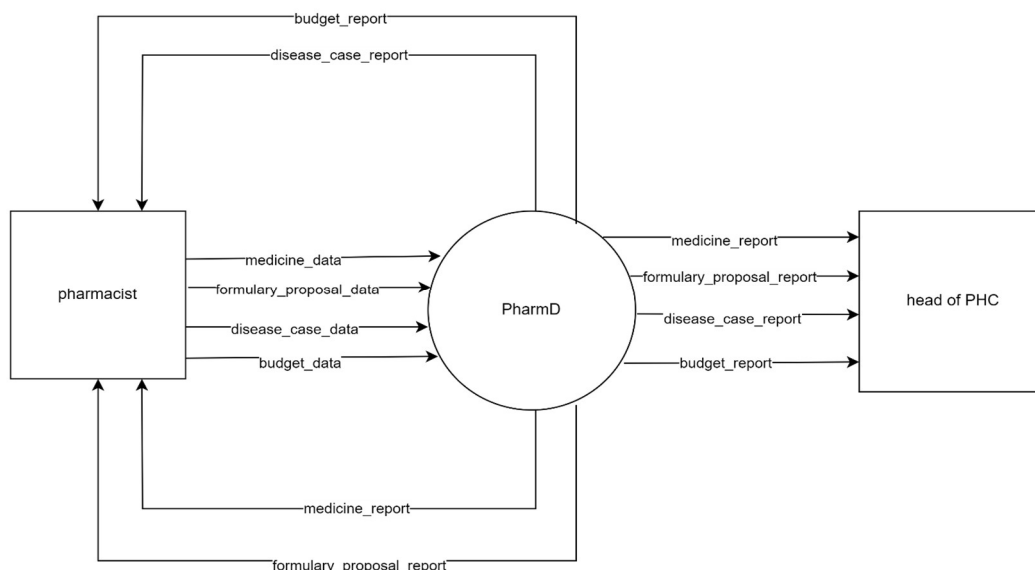 budget_report
disease_case_report
medicine_report
medicine_data
formulary_proposal_data
formulary_proposal_report
pharmacist
PharmD
head of PHC
disease_case_data
disease_case_report
budget_data
budget_report
medicine_report
formulary_proposal_report